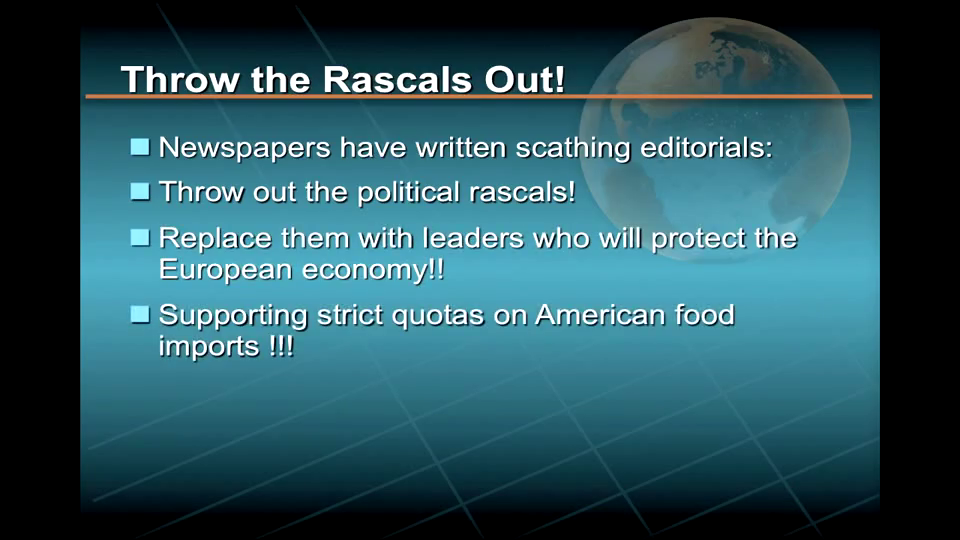 Throw the Rascals Out!
Newspapers have written scathing editorials:
Throw out the political rascals!
Replace them with leaders who will protect the
European economy!!
Supporting strict quotas on American food
imports !!!